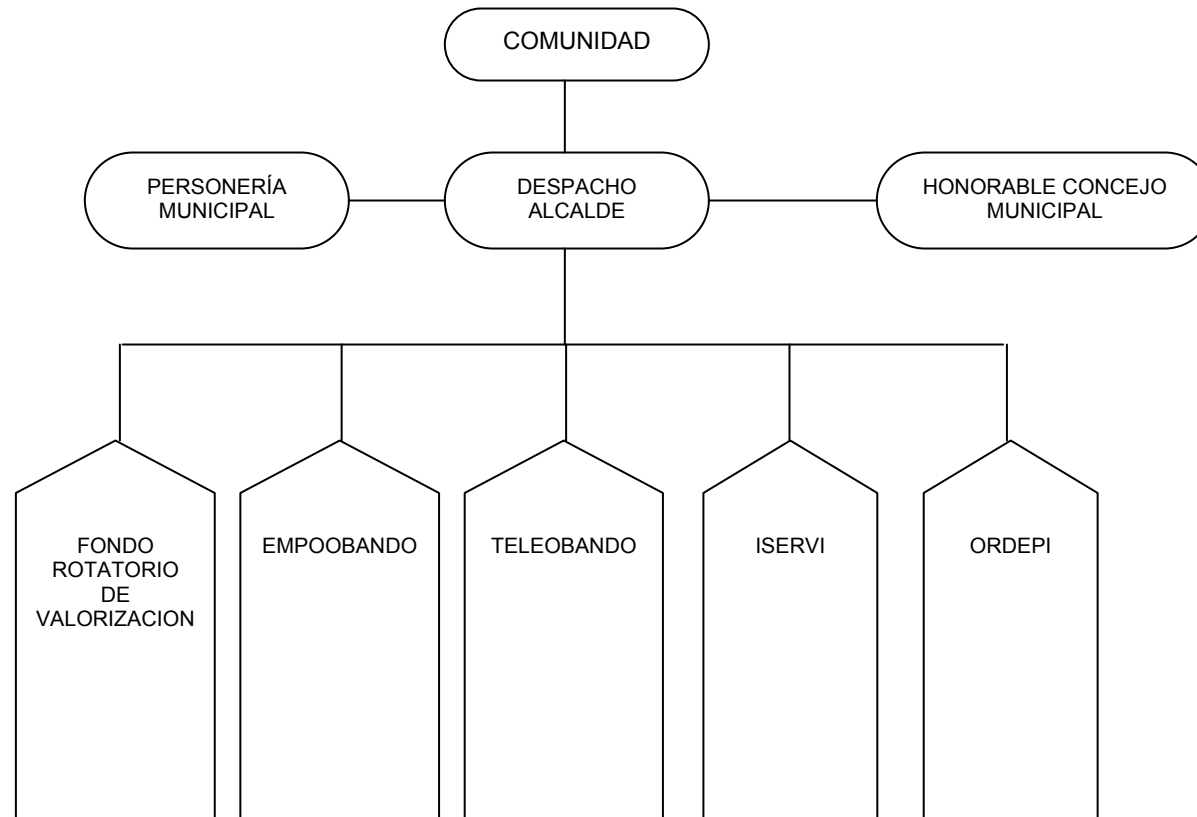 COMUNIDAD
PERSONERÍA
MUNICIPAL
DESPACHO
ALCALDE
HONORABLE CONCEJO
MUNICIPAL
FONDO
ROTATORIO
DE
VALORIZACION
EMPOOBANDO
TELEOBANDO
ISERVI
ORDEPI